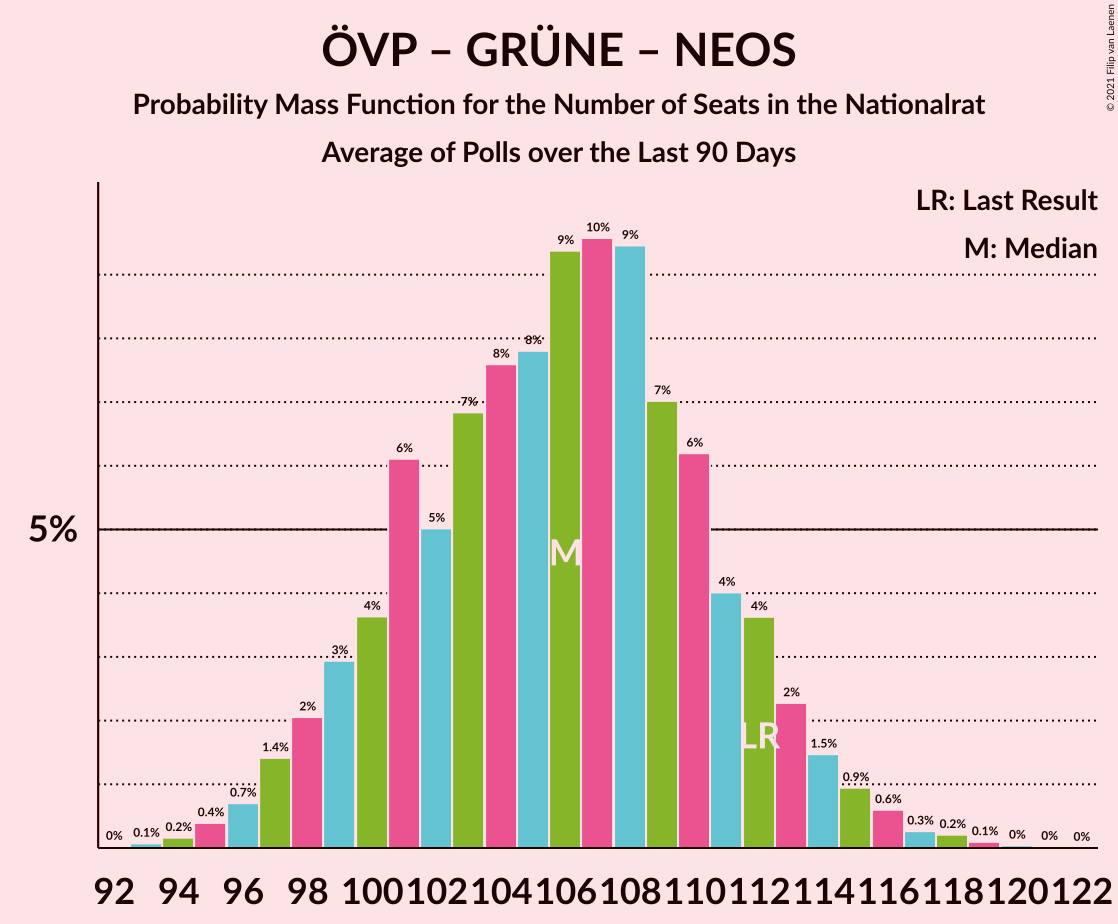 ÖVP – GRÜNE – NEOS
Probability Mass Function for the Number of Seats in the Nationalrat
Average of Polls over the Last 90 Days
© 2021 Filip van Laenen
LR: Last Result
M: Median
5%
0% 0.1% 0.2% 0.4% 0.7% 1.4% 2% 3% 4% 6% 5% 7% 8% 8% 9% 10% 9% 7% 6% 4% 4% 2% 1.5% 0.9% 0.6% 0.3% 0.2% 0.1% 0% 0% 0%
M
LR
92 94 96 98 100 102 104 106 108 110 112 114 116 118 120 122